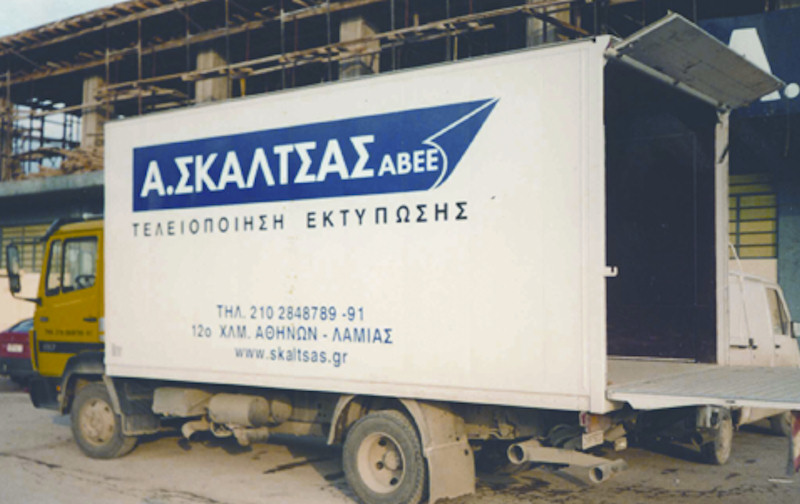 Α.ΣΚΑΛΤΣΑΣ ΑΒΕΕ
ΤΕΛΕΙΟΠΟΙΗΣΗ ΕΚΤΥΠΩΣΗΣ
ΤΗΛ. 210 2848789 -91
12ο ΧΛΜ. ΑΘΗΝΩΝ - ΛΑΜΙΑΣ
www.skaltsas.gr
Α.